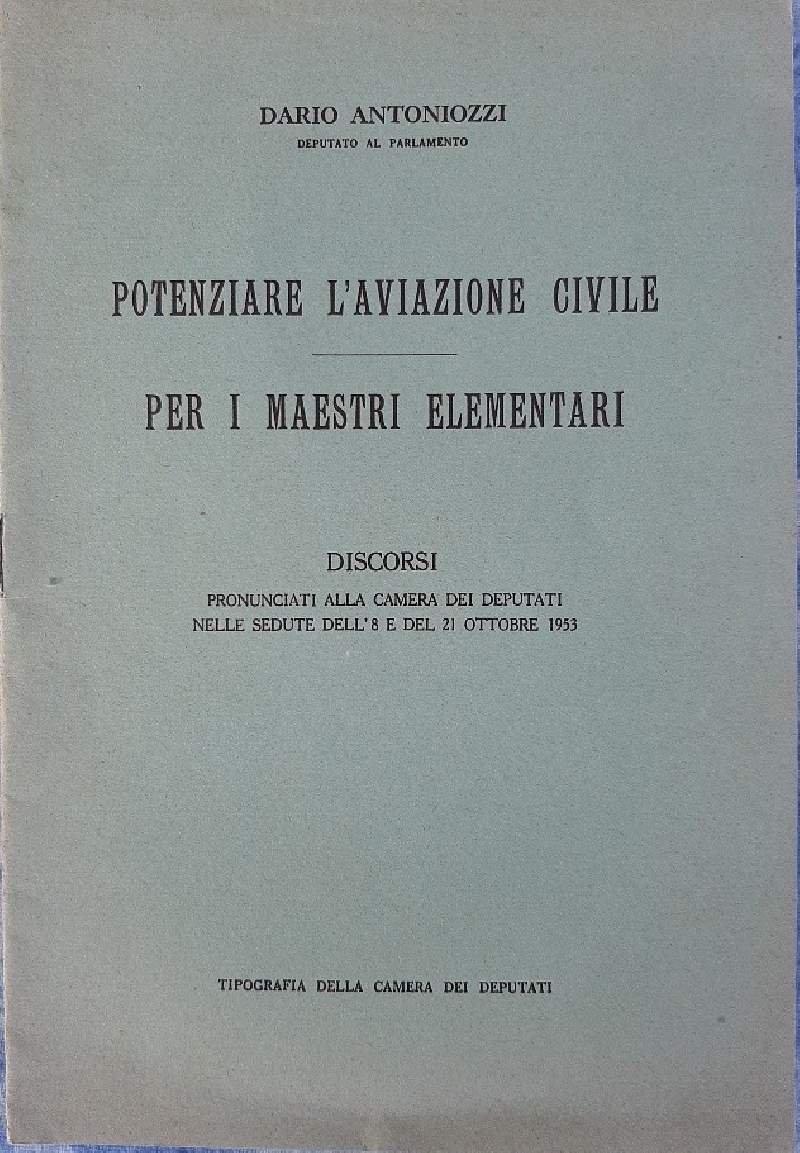 DARIO ANTONIOZZI
DEPUTATO AL PARLAMENTO
POTENZIARE L'AVIAZIONE CIVILE
PER I MAESTRI ELEMENTARI
DISCORSI
PRONUNCIATI ALLA CAMERA DEI DEPUTATI
NELLE SEDUTE DELL'8 E DEL 21 OTTOBRE 1953
TIPOGRAFIA DELLA CAMERA DEI DEPUTATI